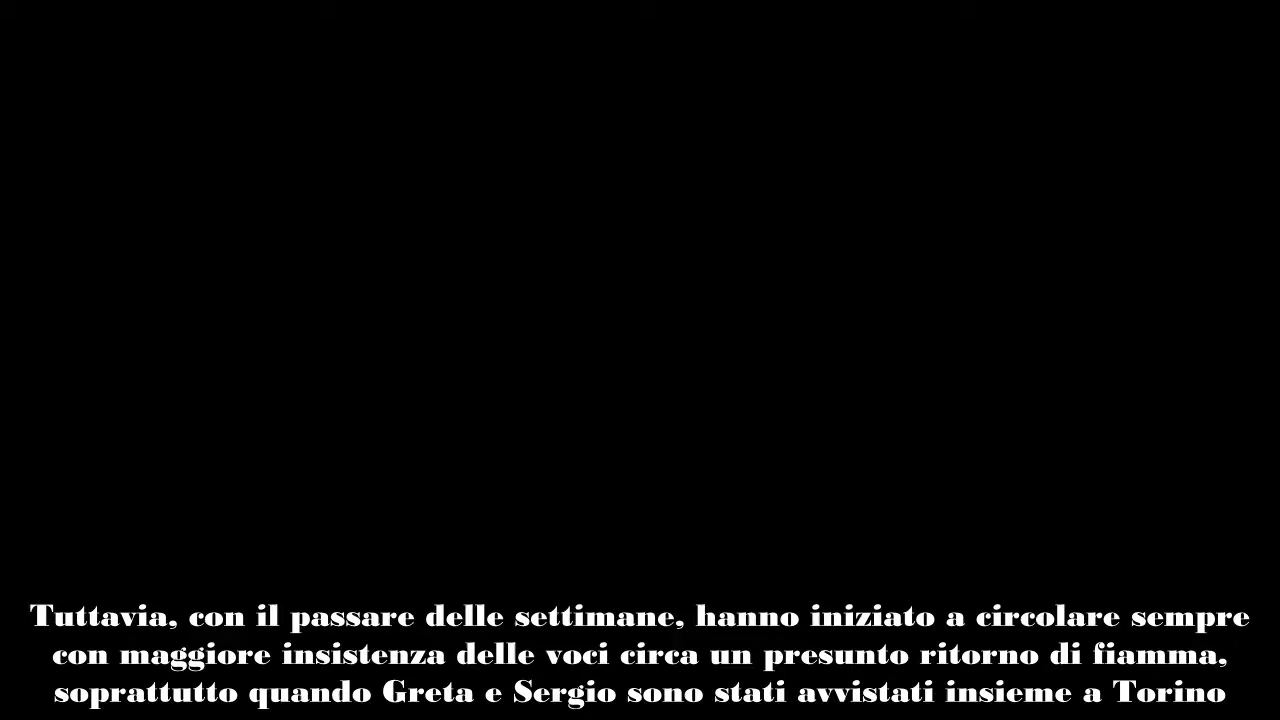 Tuttavia, con il passare delle settimane, hanno iniziato a circolare sempre
con maggiore insistenza delle voci circa un presunto ritorno di fiamma,
soprattutto quando Greta e Sergio sono stati avvistati insieme a Torino